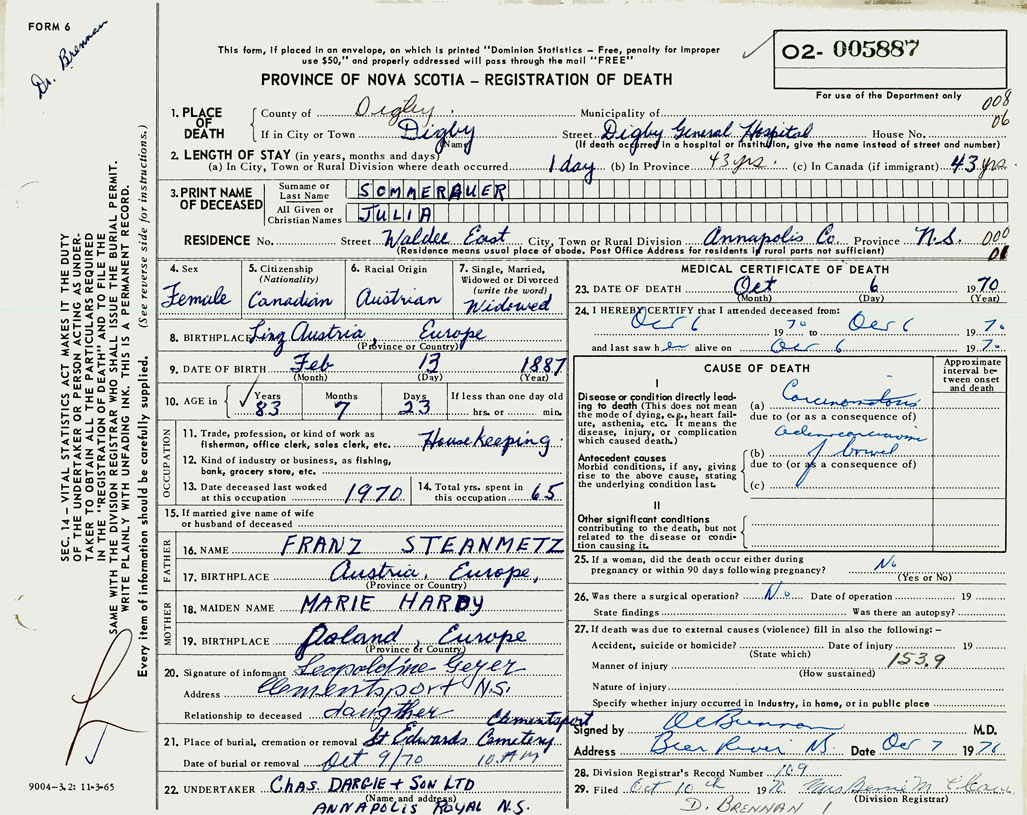 FORM 6
Dr. Brennan
This form, if placed in an envelope, on which is printed "Dominion Statistics – Free, penalty for improper
use $50," and properly addressed will pass through the mail "FREE"
PROVINCE OF NOVA SCOTIA – REGISTRATION OF DEATH
O2- 005887
For use of the Department only
008
06
1. PLACE OF DEATH
County of Digby Municipality of
If in City or Town Digby Street Digby General Hospital House No.
(Name) (If death occurred in a hospital or institution, give the name instead of street and number)
2. LENGTH OF STAY (in years, months and days)
(a) In City, Town or Rural Division where death occurred 1 day (b) In Province 43 yrs. (c) In Canada (if immigrant) 43 yrs.
3. PRINT NAME OF DECEASED
Surname or Last Name SOMMERAUER
All Given or Christian Names JULIA
RESIDENCE No. Street Waldec East City, Town or Rural Division Annapolis Co. Province N.S. 000
(Residence means usual place of abode. Post Office Address for residents in rural parts not sufficient) 01
4. Sex
Female
5. Citizenship
(Nationality)
Canadian
6. Racial Origin
Austrian
7. Single, Married,
Widowed or Divorced
(write the word)
Widowed
8. BIRTHPLACE Linz Austria, Europe
(Province or Country)
9. DATE OF BIRTH Feb 13 1887
(Month) (Day) (Year)
10. AGE in
Years Months Days If less than one day old
83 7 23 hrs. or min.
OCCUPATION
11. Trade, profession, or kind of work as
fisherman, office clerk, sales clerk, etc. Housekeeping.
12. Kind of industry or business, as fishing,
bank, grocery store, etc.
13. Date deceased last worked
at this occupation 1970
14. Total yrs. spent in
this occupation 65
15. If married give name of wife
or husband of deceased
FATHER
16. NAME FRANZ STEANMETZ
17. BIRTHPLACE Austria, Europe,
(Province or Country)
MOTHER
18. MAIDEN NAME MARIE HARDY
19. BIRTHPLACE Poland, Europe
(Province or Country)
20. Signature of informant Leopoldine Geyer
Address Clementsport N.S.
Relationship to deceased daugther
Clementsport
21. Place of burial, cremation or removal St Edwards Cemetery
Date of burial or removal Oct 9/70 10. AM
22. UNDERTAKER CHAS. DARGIE + SON LTD
(Name and address)
ANNAPOLIS ROYAL N.S.
MEDICAL CERTIFICATE OF DEATH
23. DATE OF DEATH Oct 6 1970
(Month) (Day) (Year)
24. I HEREBY CERTIFY that I attended deceased from:
Oct 6 1970 to Oct 6 1970
and last saw her alive on Oct 6 1970
CAUSE OF DEATH
Approximate
interval be-
tween onset
and death
I
Disease or condition directly lead-
ing to death (This does not mean
the mode of dying, e.g., heart fail-
ure, asthenia, etc. It means the
disease, injury, or complication
which caused death.)
(a) Carcinomatosis
due to (or as a consequence of)
adenocarcinoma
Antecedent causes
Morbid conditions, if any, giving
rise to the above cause, stating
the underlying condition last.
(b) of bowel
due to (or as a consequence of)
(c)
II
Other significant conditions
contributing to the death, but not
related to the disease or condi-
tion causing it.
25. If a woman, did the death occur either during
pregnancy or within 90 days following pregnancy? No
(Yes or No)
26. Was there a surgical operation? No Date of operation 19
State findings Was there an autopsy?
27. If death was due to external causes (violence) fill in also the following: –
Accident, suicide or homicide? Date of injury 19
(State which)
153.9
Manner of injury
(How sustained)
Nature of injury
Specify whether injury occurred in Industry, in home, or in public place
Signed by Brennan M.D.
Address Bear River N.S. Date Oct 7 1970
28. Division Registrar's Record Number 109
29. Filed Oct 10th 1970 Mrs
(Division Registrar)
D. BRENNAN 1
SEC. 14 – VITAL STATISTICS ACT MAKES IT THE DUTY
OF THE UNDERTAKER OR PERSON ACTING AS UNDER-
TAKER TO OBTAIN ALL THE PARTICULARS REQUIRED
IN THE "REGISTRATION OF DEATH" AND TO FILE THE
SAME WITH THE DIVISION REGISTRAR WHO SHALL ISSUE THE BURIAL PERMIT.
WRITE PLAINLY WITH UNFADING INK. THIS IS A PERMANENT RECORD.
Every item of information should be carefully supplied. (See reverse side for instructions.)
9004-3.2: 11-3-65